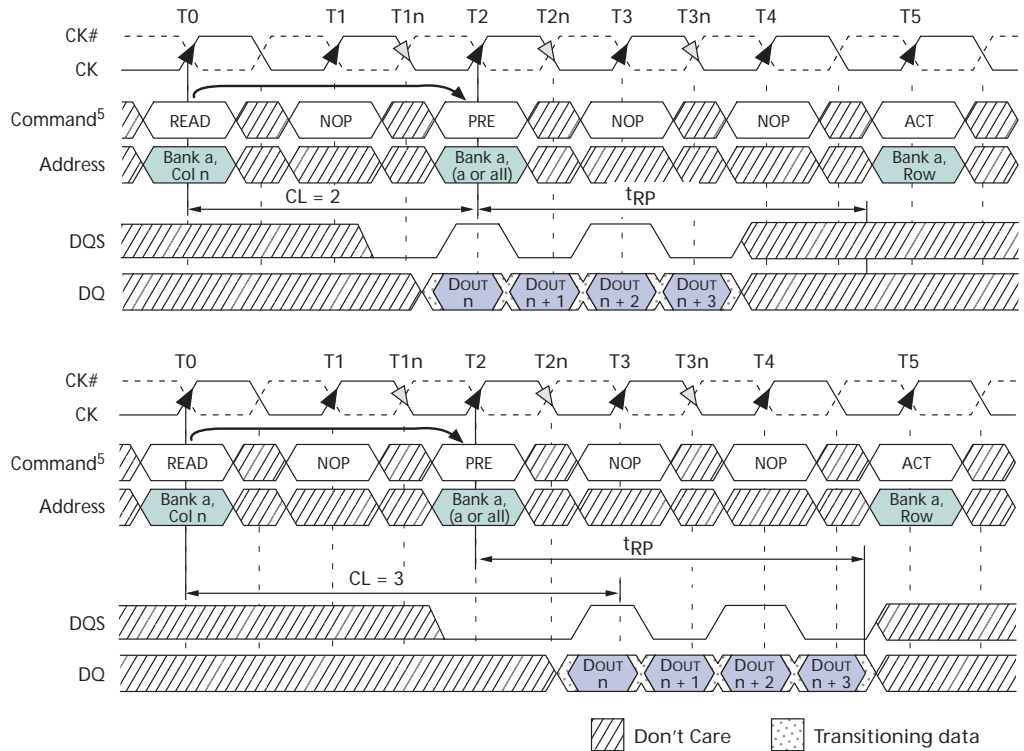 T0 T1 T1n T2 T2n T3 T3n T4 T5
CK#
CK
Command5 READ NOP PRE NOP NOP ACT
Address Bank a, Col n Bank a, (a or all) Bank a, Row
CL = 2 tRP
DQS
DQ DOUT n DOUT n + 1 DOUT n + 2 DOUT n + 3
T0 T1 T1n T2 T2n T3 T3n T4 T5
CK#
CK
Command5 READ NOP PRE NOP NOP ACT
Address Bank a, Col n Bank a, (a or all) Bank a, Row
tRP
CL = 3
DQS
DQ DOUT n DOUT n + 1 DOUT n + 2 DOUT n + 3
Don't Care Transitioning data